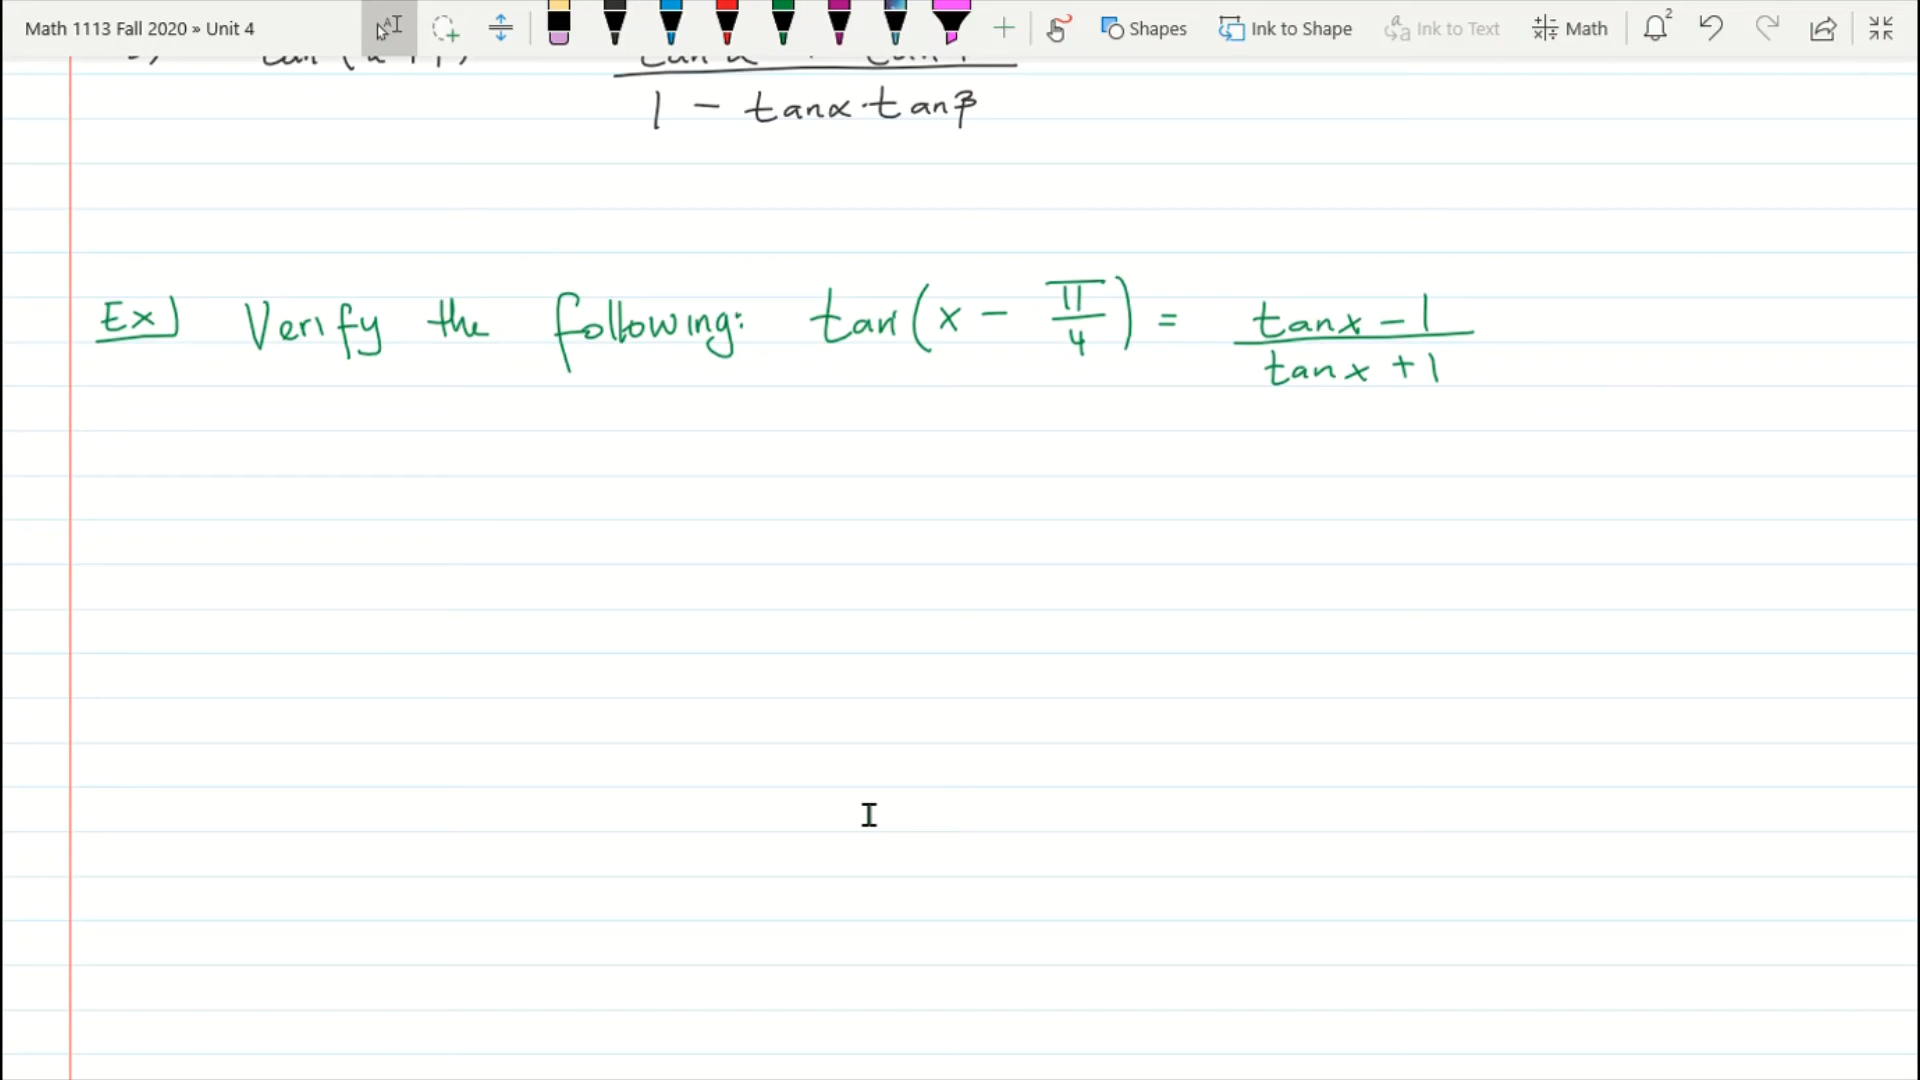 Math 1113 Fall 2020 » Unit 4
Shapes
Ink to Shape
Ink to Text
Math
2
1 - tanα · tanβ
Ex) Verify the following: tan(x - π/4) = (tanx - 1)/(tanx + 1)